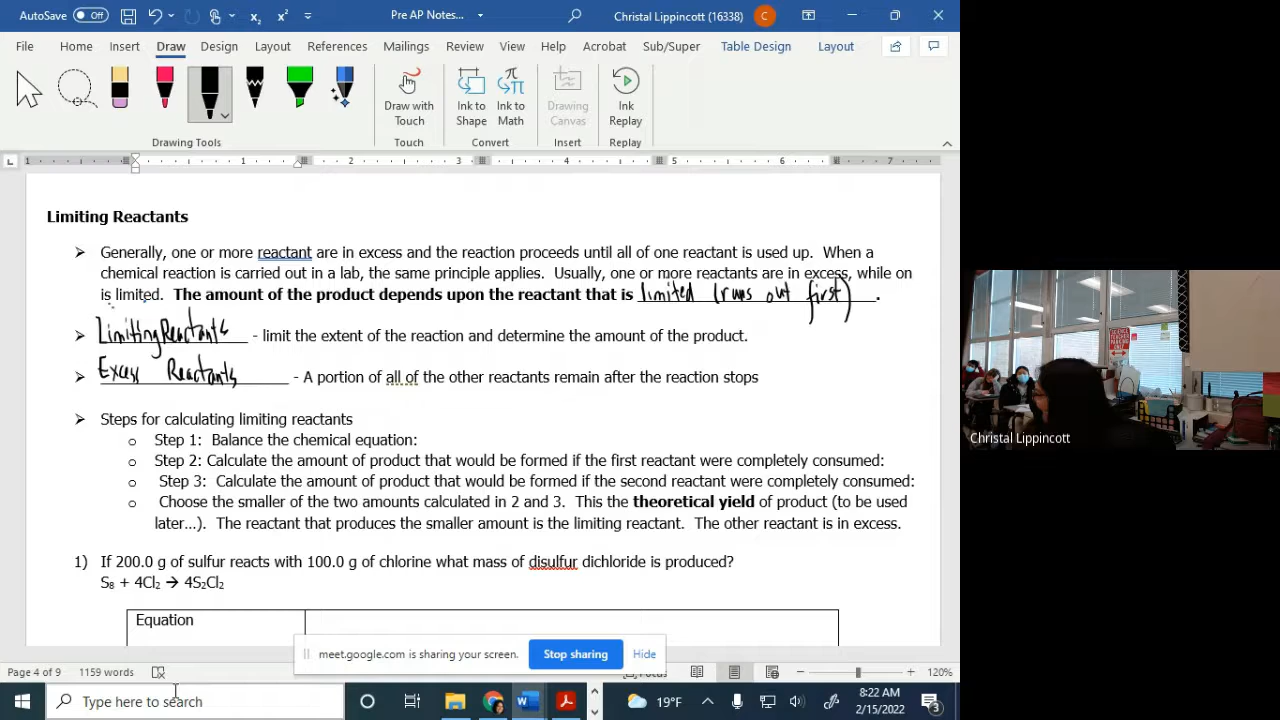 AutoSave Off Pre AP Notes... Christal Lippincott (16338) C
File Home Insert Draw Design Layout References Mailings Review View Help Acrobat Sub/Super Table Design Layout
Draw with Touch Ink to Shape Ink to Math Drawing Canvas Ink Replay
Drawing Tools Touch Convert Insert Replay
1 1 2 3 4 5 6 7
Limiting Reactants
Generally, one or more reactant are in excess and the reaction proceeds until all of one reactant is used up. When a
chemical reaction is carried out in a lab, the same principle applies. Usually, one or more reactants are in excess, while on
is limited. The amount of the product depends upon the reactant that is limited (runs out first).
Limiting Reactants - limit the extent of the reaction and determine the amount of the product.
Excess Reactants - A portion of all of the other reactants remain after the reaction stops
Steps for calculating limiting reactants
Step 1: Balance the chemical equation:
Step 2: Calculate the amount of product that would be formed if the first reactant were completely consumed:
Step 3: Calculate the amount of product that would be formed if the second reactant were completely consumed:
Choose the smaller of the two amounts calculated in 2 and 3. This the theoretical yield of product (to be used
later...). The reactant that produces the smaller amount is the limiting reactant. The other reactant is in excess.
1) If 200.0 g of sulfur reacts with 100.0 g of chlorine what mass of disulfur dichloride is produced?
S₈ + 4Cl₂ → 4S₂Cl₂
Equation
meet.google.com is sharing your screen. Stop sharing Hide
Page 4 of 9 1159 words Focus 120%
Type here to search 19°F 8:22 AM
2/15/2022 3
Christal Lippincott